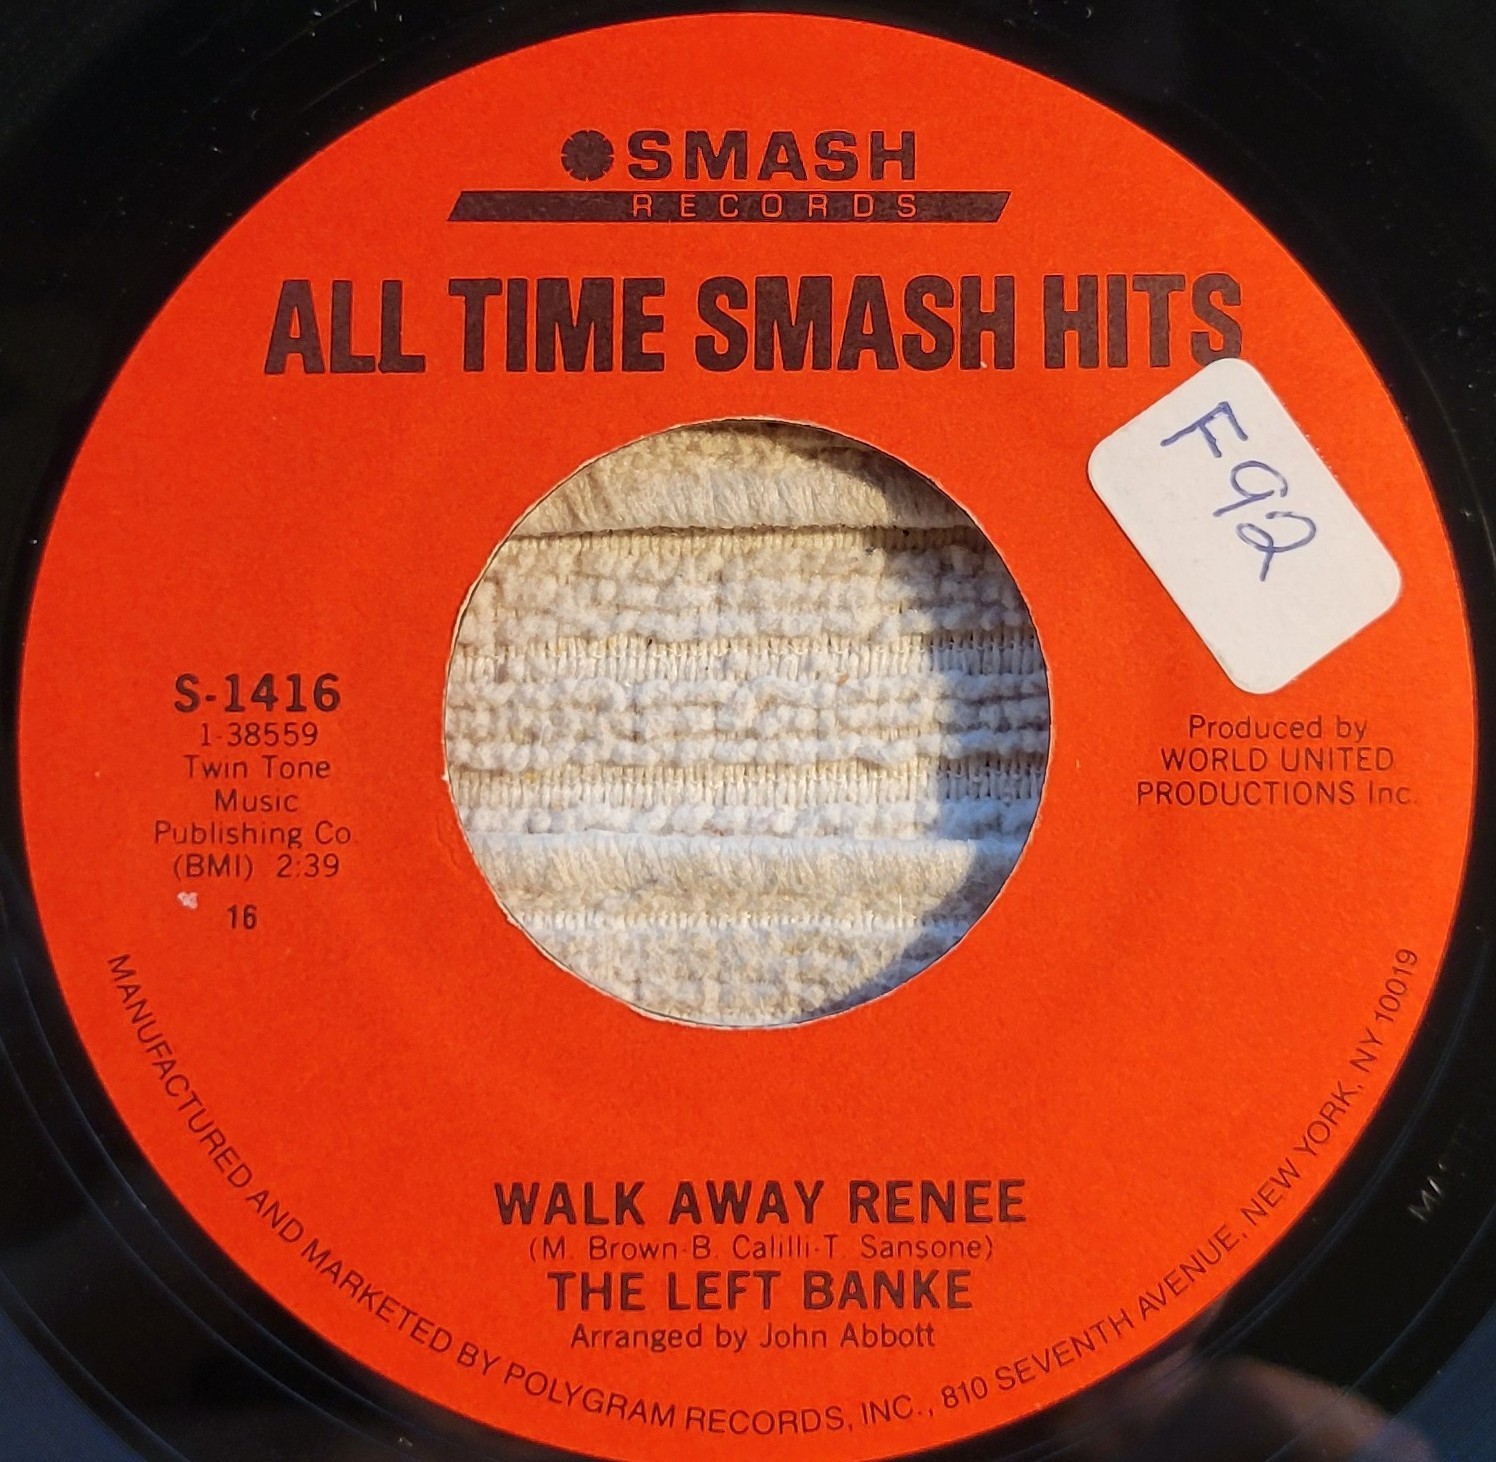 SMASH
RECORDS
ALL TIME SMASH HITS
F92
S-1416
1-38559
Twin Tone
Music
Publishing Co
(BMI) 2:39
16
Produced by
WORLD UNITED
PRODUCTIONS Inc.
WALK AWAY RENEE
(M. Brown-B. Calilli-T. Sansone)
THE LEFT BANKE
Arranged by John Abbott
MANUFACTURED AND MARKETED BY POLYGRAM RECORDS, INC., 810 SEVENTH AVENUE, NEW YORK, NY 10019